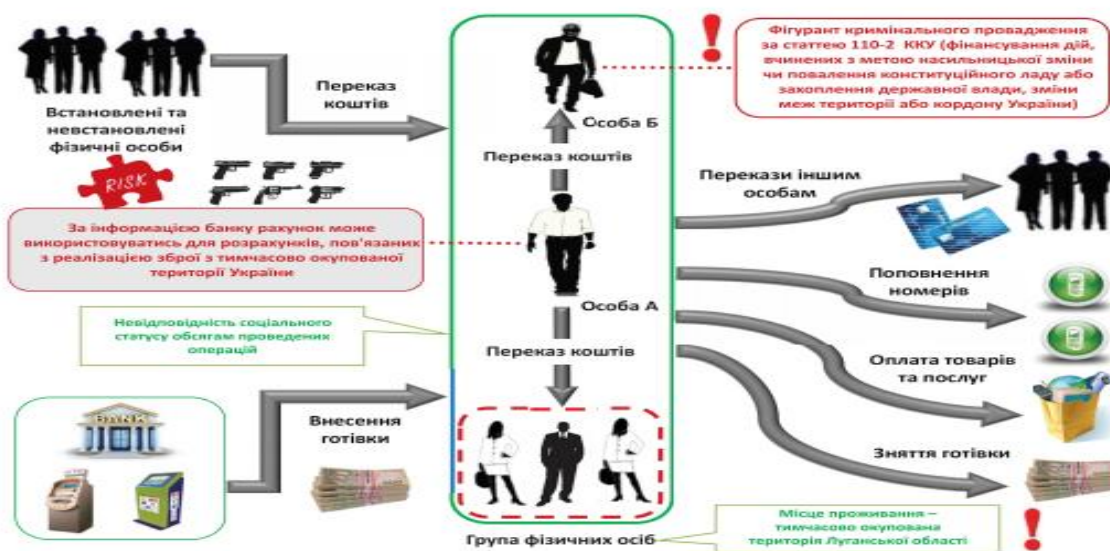 Встановлені та
невстановлені
фізичні особи
Переказ
коштів
RISK
За інформацією банку рахунок може
використовуватись для розрахунків, пов'язаних
з реалізацією зброї з тимчасово окупованої
території України
Невідповідність соціального
статусу обсягам проведених
операцій
BANK
Внесення
готівки
Особа Б
Переказ коштів
Особа А
Переказ коштів
Група фізичних осіб
Фігурант кримінального провадження
за статтею 110-2 ККУ (фінансування дій,
вчинених з метою насильницької зміни
чи повалення конституційного ладу або
захоплення державної влади, зміни
меж території або кордону України)
Перекази іншим
особам
Поповнення
номерів
Оплата товарів
та послуг
Зняття готівки
Місце проживання –
тимчасово окупована
територія Луганської області